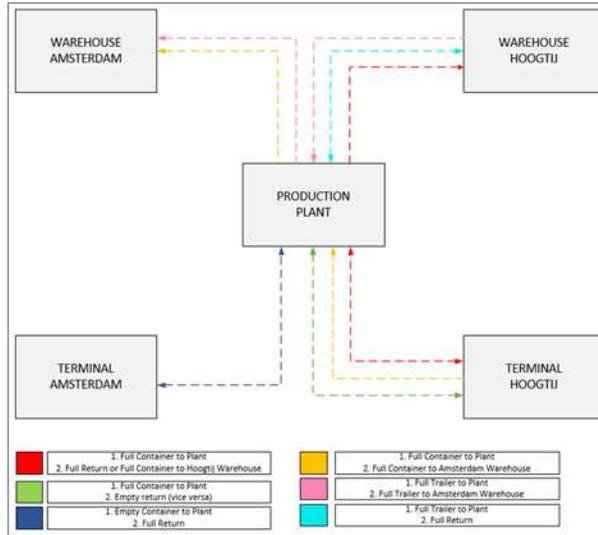 WAREHOUSE
AMSTERDAM
WAREHOUSE
HOOGTIJ
PRODUCTION
PLANT
TERMINAL
AMSTERDAM
TERMINAL
HOOGTIJ
1. Full Container to Plant
2. Full Return or Full Container to Hoogtij Warehouse
1. Full Container to Plant
2. Empty return (vice versa)
1. Empty Container to Plant
2. Full Return
1. Full Container to Plant
2. Full Container to Amsterdam Warehouse
1. Full Trailer to Plant
2. Full Trailer to Amsterdam Warehouse
1. Full Trailer to Plant
2. Full Return